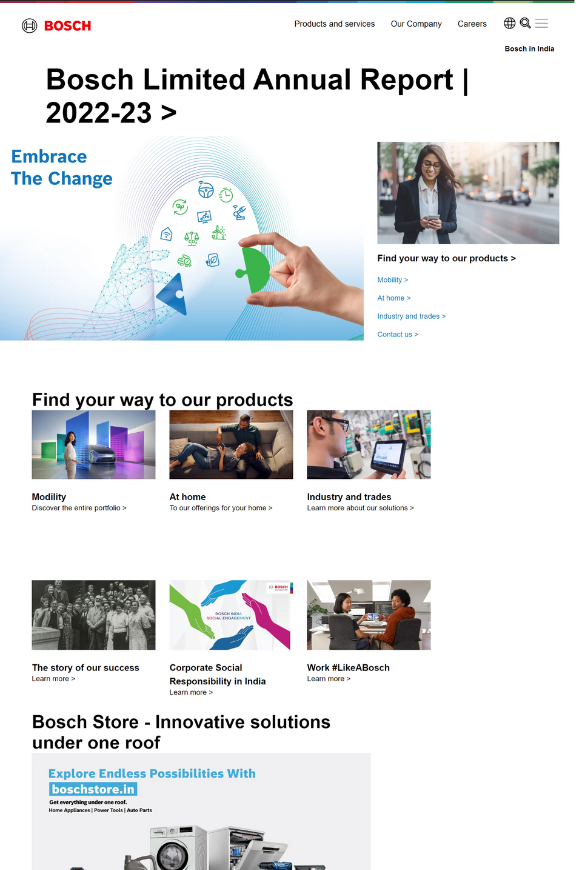 BOSCH
Products and services
Our Company
Careers
Bosch in India
Bosch Limited Annual Report |
2022-23 >
Embrace
The Change
Find your way to our products >
Mobility >
At home >
Industry and trades >
Contact us >
Find your way to our products
Modility
Discover the entire portfolio >
At home
To our offerings for your home >
Industry and trades
Learn more about our solutions >
BOSCH
BOSCH INDIA
SOCIAL ENGAGEMENT
The story of our success
Learn more >
Corporate Social
Responsibility in India
Learn more >
Work #LikeABosch
Learn more >
Bosch Store - Innovative solutions
under one roof
Explore Endless Possibilities With
boschstore.in
Get everything under one roof.
Home Appliances | Power Tools | Auto Parts